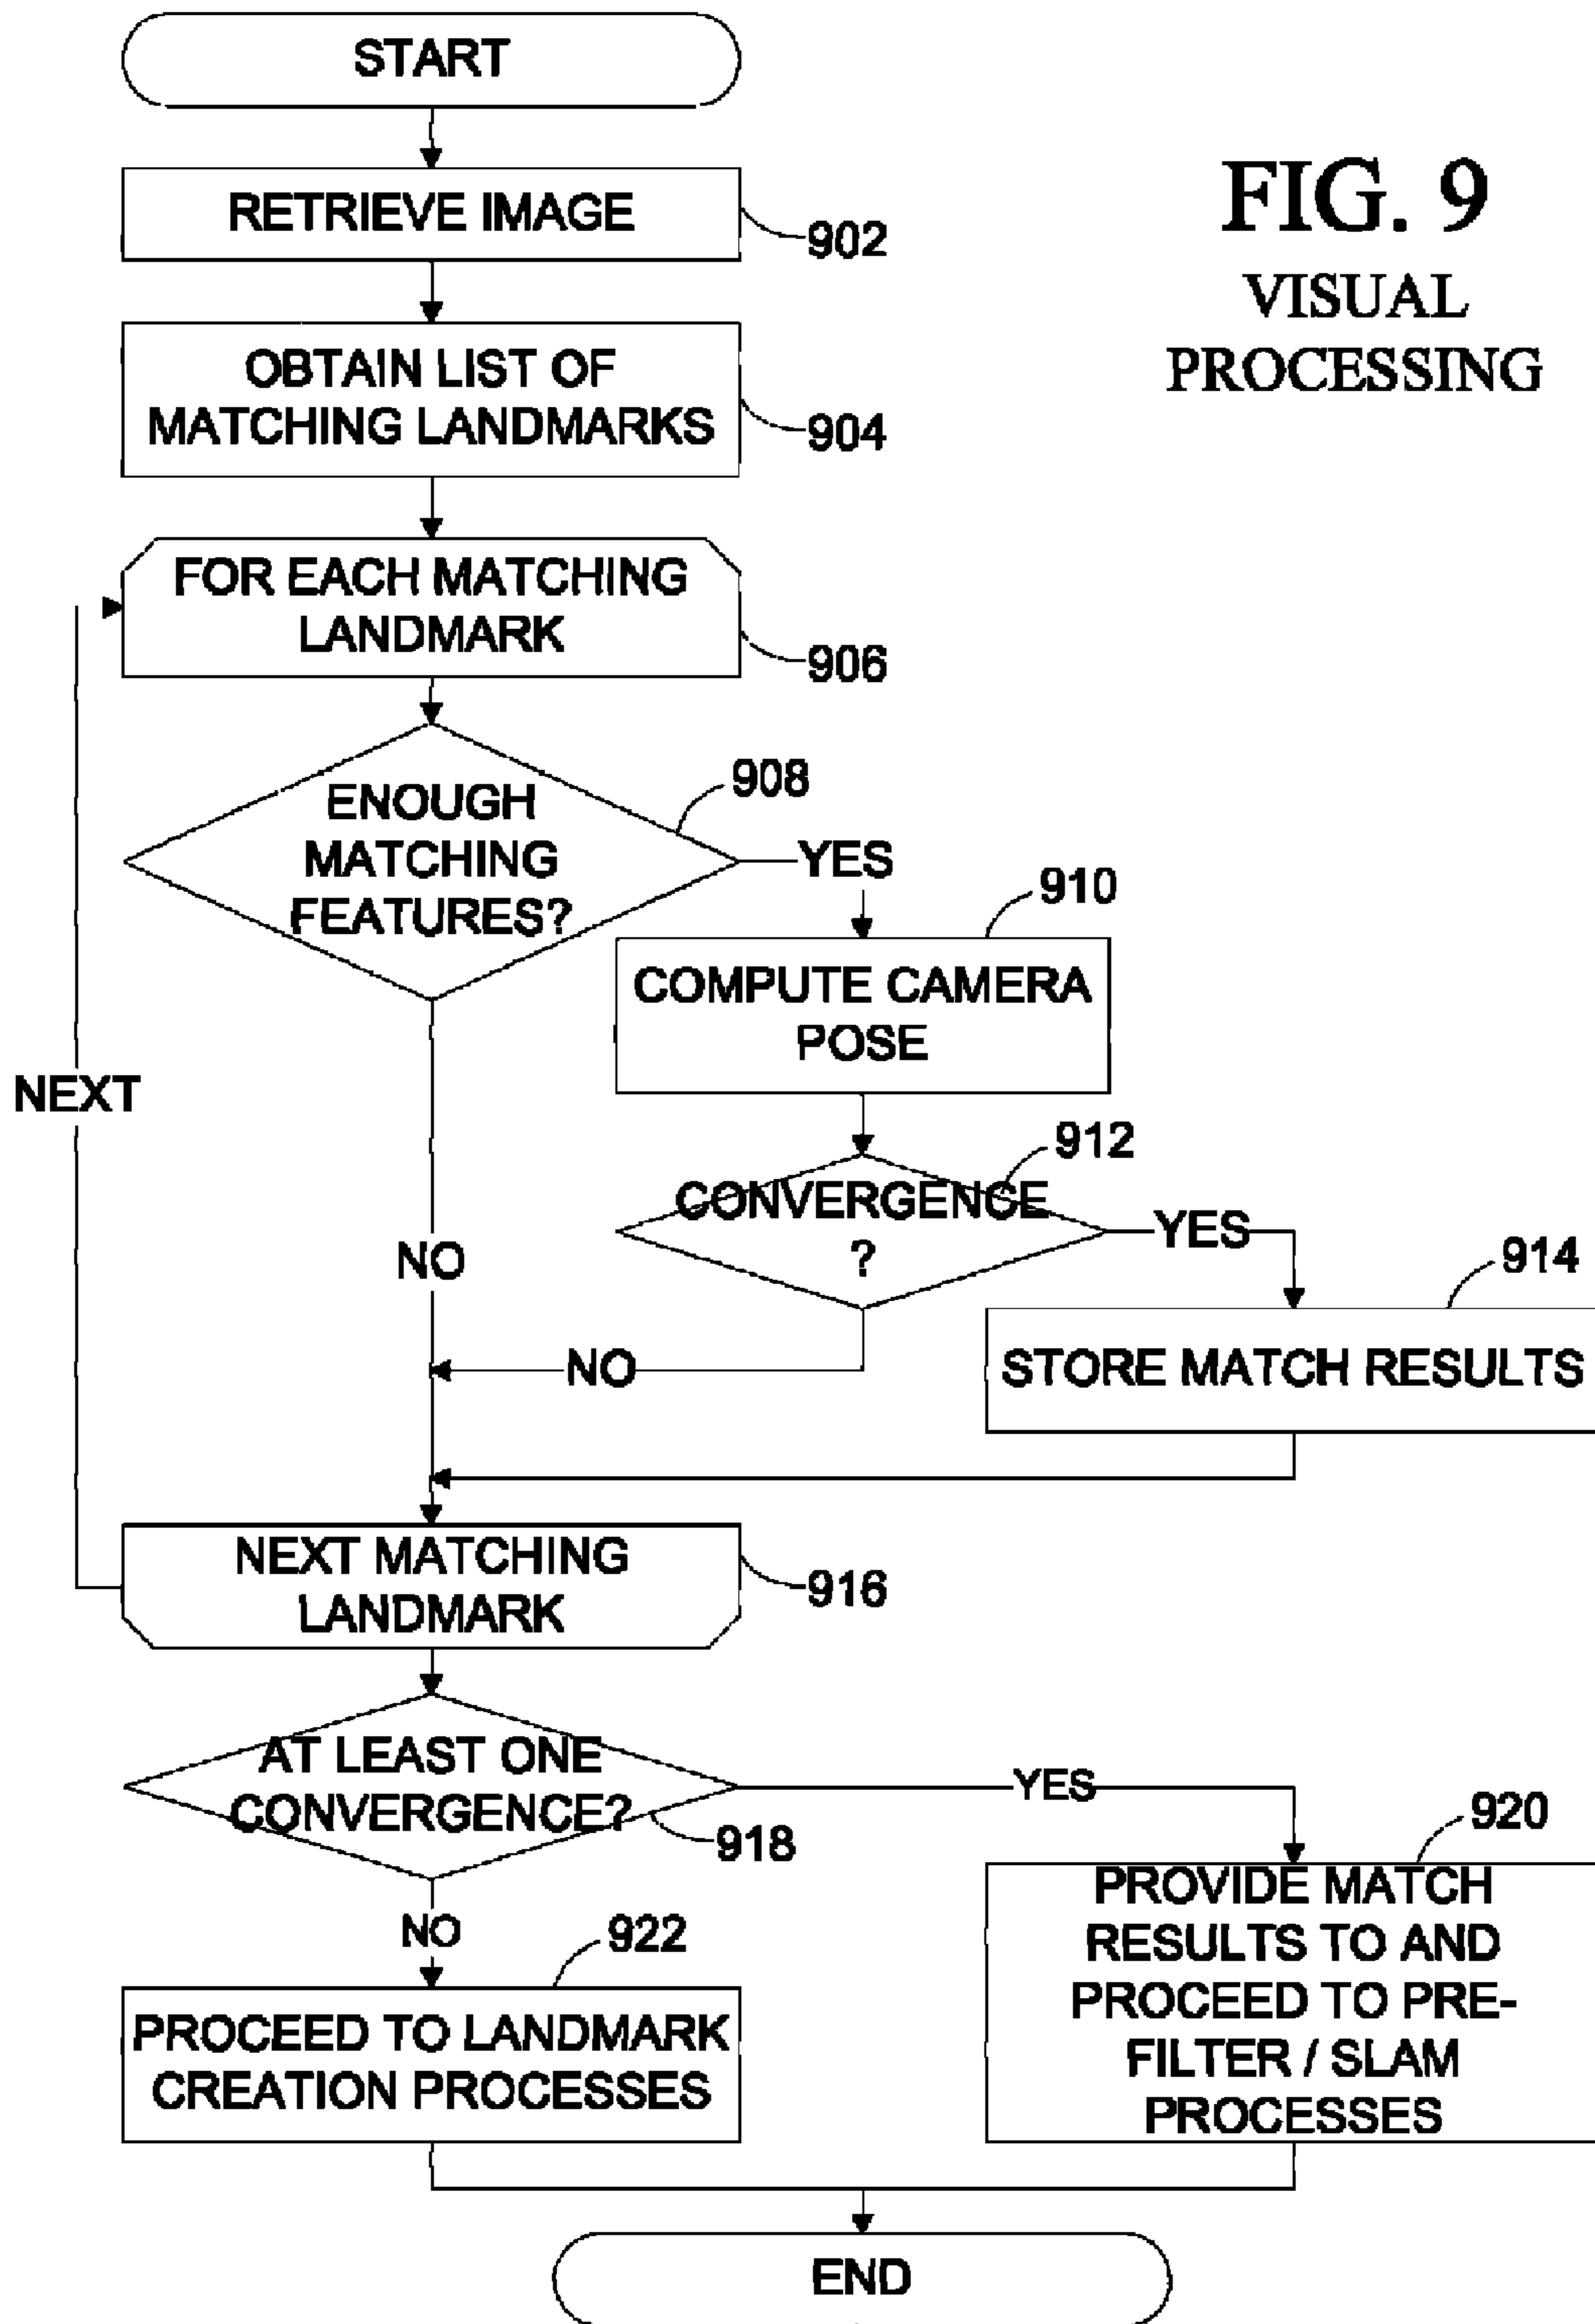 START
FIG. 9
VISUAL
PROCESSING
RETRIEVE IMAGE
902
OBTAIN LIST OF
MATCHING LANDMARKS
904
FOR EACH MATCHING
LANDMARK
906
ENOUGH
MATCHING
FEATURES?
908
YES
910
COMPUTE CAMERA
POSE
NEXT
912
CONVERGENCE
?
YES
NO
914
STORE MATCH RESULTS
NO
NEXT MATCHING
LANDMARK
916
AT LEAST ONE
CONVERGENCE?
918
YES
920
PROVIDE MATCH
RESULTS TO AND
PROCEED TO PRE-
FILTER / SLAM
PROCESSES
NO
922
PROCEED TO LANDMARK
CREATION PROCESSES
END